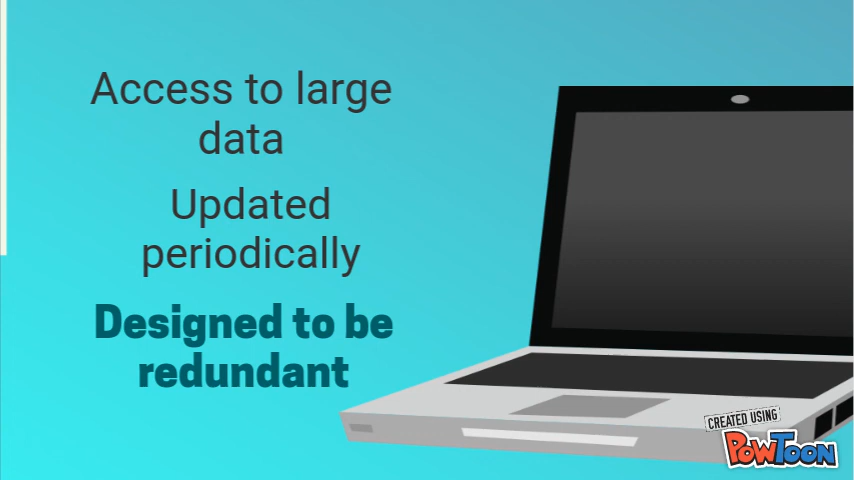 Access to large
data
Updated
periodically
Designed to be
redundant
CREATED USING
POWTOON